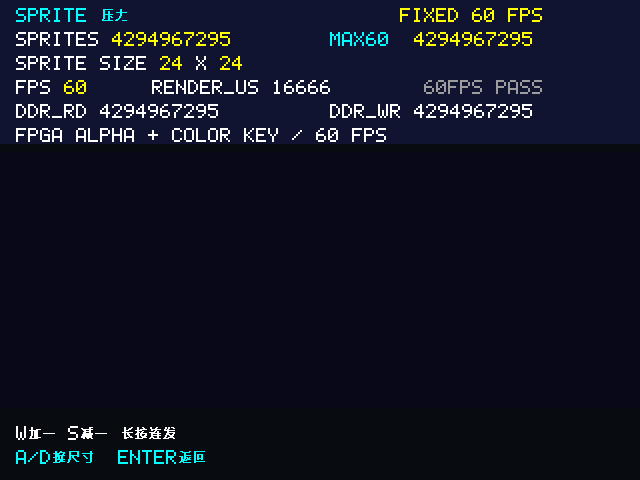 SPRITE 压力 FIXED 60 FPS
SPRITES 4294967295 MAX60 4294967295
SPRITE SIZE 24 X 24
FPS 60 RENDER_US 16666 60FPS PASS
DDR_RD 4294967295 DDR_WR 4294967295
FPGA ALPHA + COLOR KEY / 60 FPS
W加一 S减一 长按连发
A/D换尺寸 ENTER返回